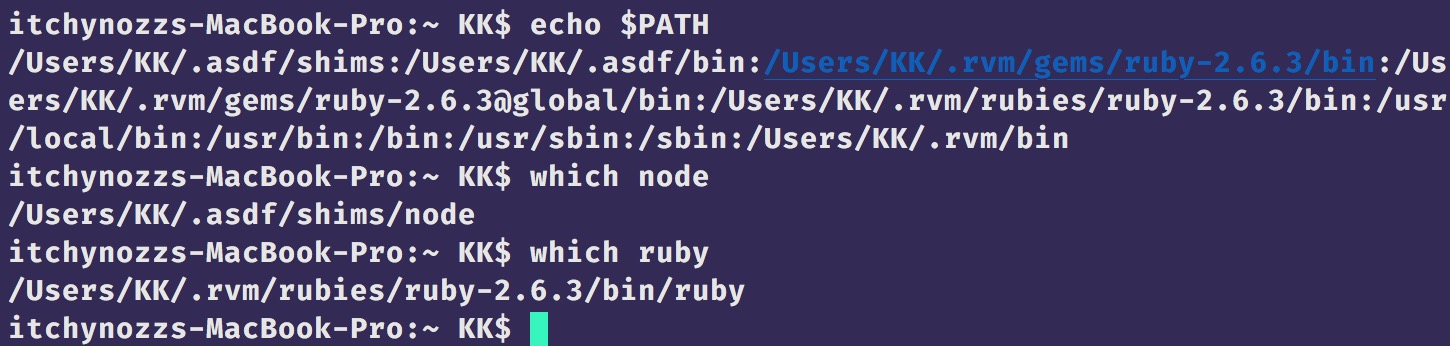 itchynozzs-MacBook-Pro:~ KK$ echo $PATH
/Users/KK/.asdf/shims:/Users/KK/.asdf/bin:/Users/KK/.rvm/gems/ruby-2.6.3/bin:/Us
ers/KK/.rvm/gems/ruby-2.6.3@global/bin:/Users/KK/.rvm/rubies/ruby-2.6.3/bin:/usr
/local/bin:/usr/bin:/bin:/usr/sbin:/sbin:/Users/KK/.rvm/bin
itchynozzs-MacBook-Pro:~ KK$ which node
/Users/KK/.asdf/shims/node
itchynozzs-MacBook-Pro:~ KK$ which ruby
/Users/KK/.rvm/rubies/ruby-2.6.3/bin/ruby
itchynozzs-MacBook-Pro:~ KK$